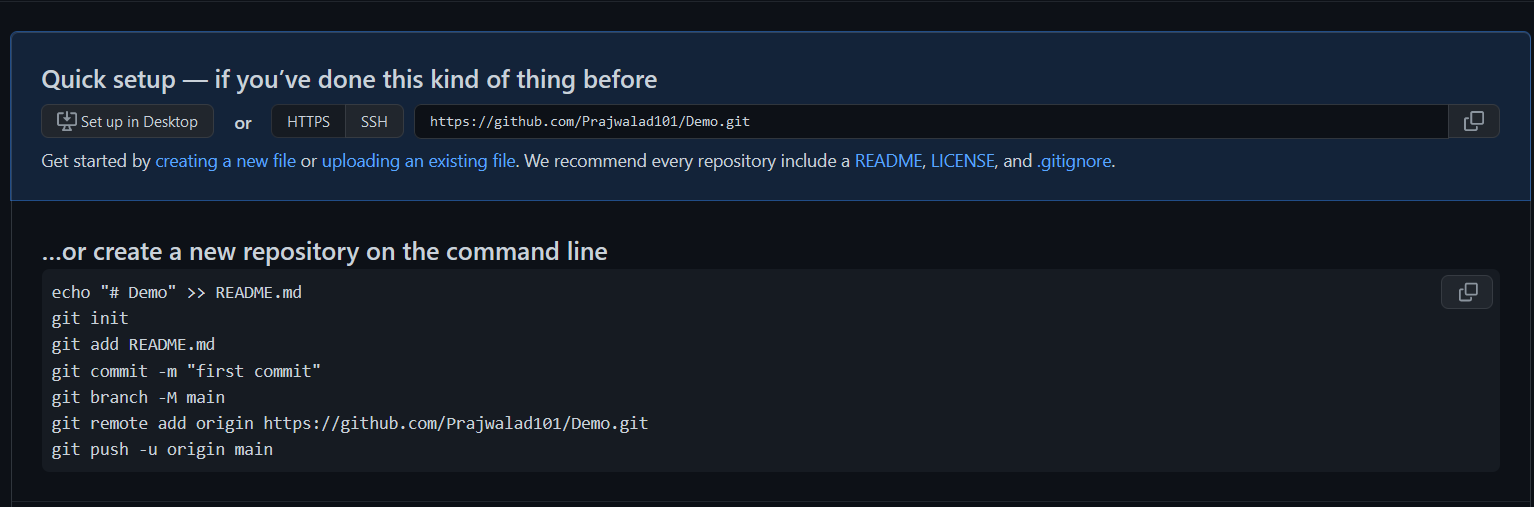 Quick setup — if you’ve done this kind of thing before
Set up in Desktop or HTTPS SSH https://github.com/Prajwalad101/Demo.git
Get started by creating a new file or uploading an existing file. We recommend every repository include a README, LICENSE, and .gitignore.
…or create a new repository on the command line
echo "# Demo" >> README.md
git init
git add README.md
git commit -m "first commit"
git branch -M main
git remote add origin https://github.com/Prajwalad101/Demo.git
git push -u origin main